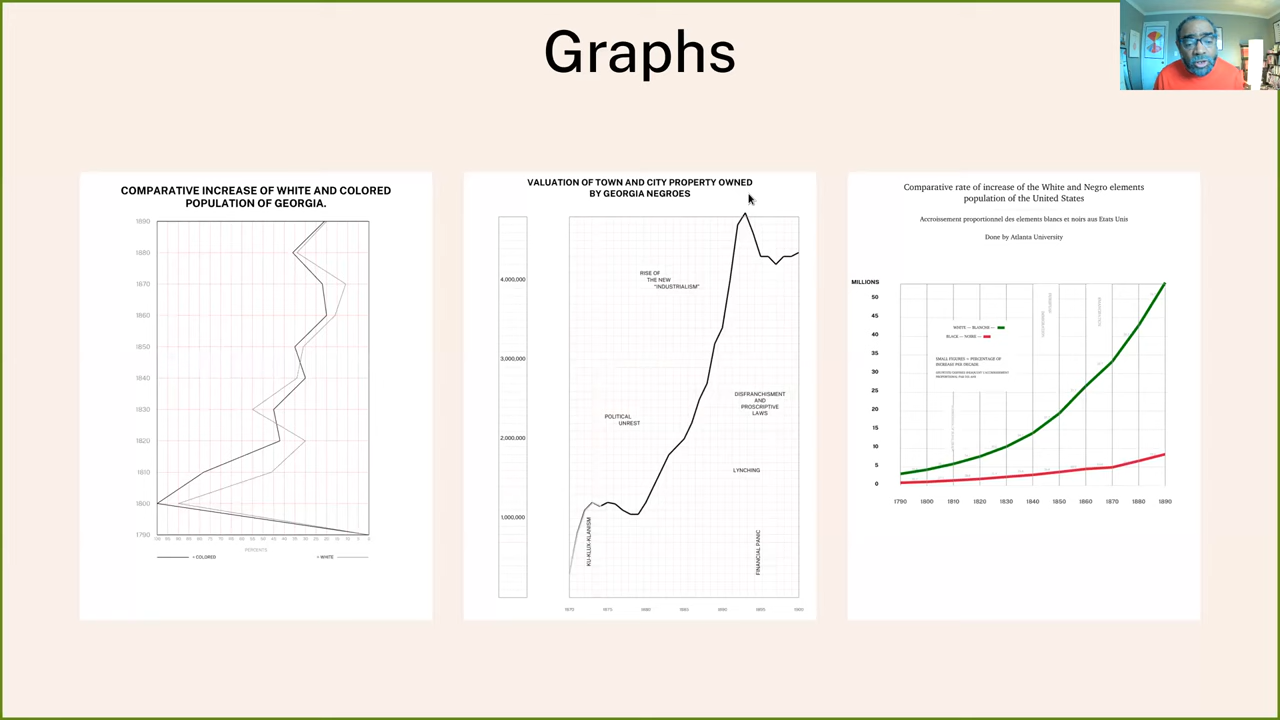 Graphs
COMPARATIVE INCREASE OF WHITE AND COLORED
POPULATION OF GEORGIA.
1890
1880
1870
1860
1850
1840
1830
1820
1810
1800
1790
PERCENTS
= COLORED
= WHITE
VALUATION OF TOWN AND CITY PROPERTY OWNED
BY GEORGIA NEGROES
4,000,000
3,000,000
2,000,000
1,000,000
RISE OF
THE NEW
"INDUSTRIALISM"
POLITICAL
UNREST
DISFRANCHISMENT
AND
PROSCRIPTIVE
LAWS
LYNCHING
KU-KLUX-KLANISM
FINANCIAL PANIC
1870 1875 1880 1885 1890 1895 1900
Comparative rate of increase of the White and Negro elements
population of the United States
Accroissement proportionnel des elements blancs et noirs aus Etats Unis
Done by Atlanta University
MILLIONS
50
45
40
35
30
25
20
15
10
5
0
WHITE — BLANCHE —
BLACK — NOIRE —
SMALL FIGURES = PERCENTAGE OF
INCREASE PER DECADE
1790 1800 1810 1820 1830 1840 1850 1860 1870 1880 1890